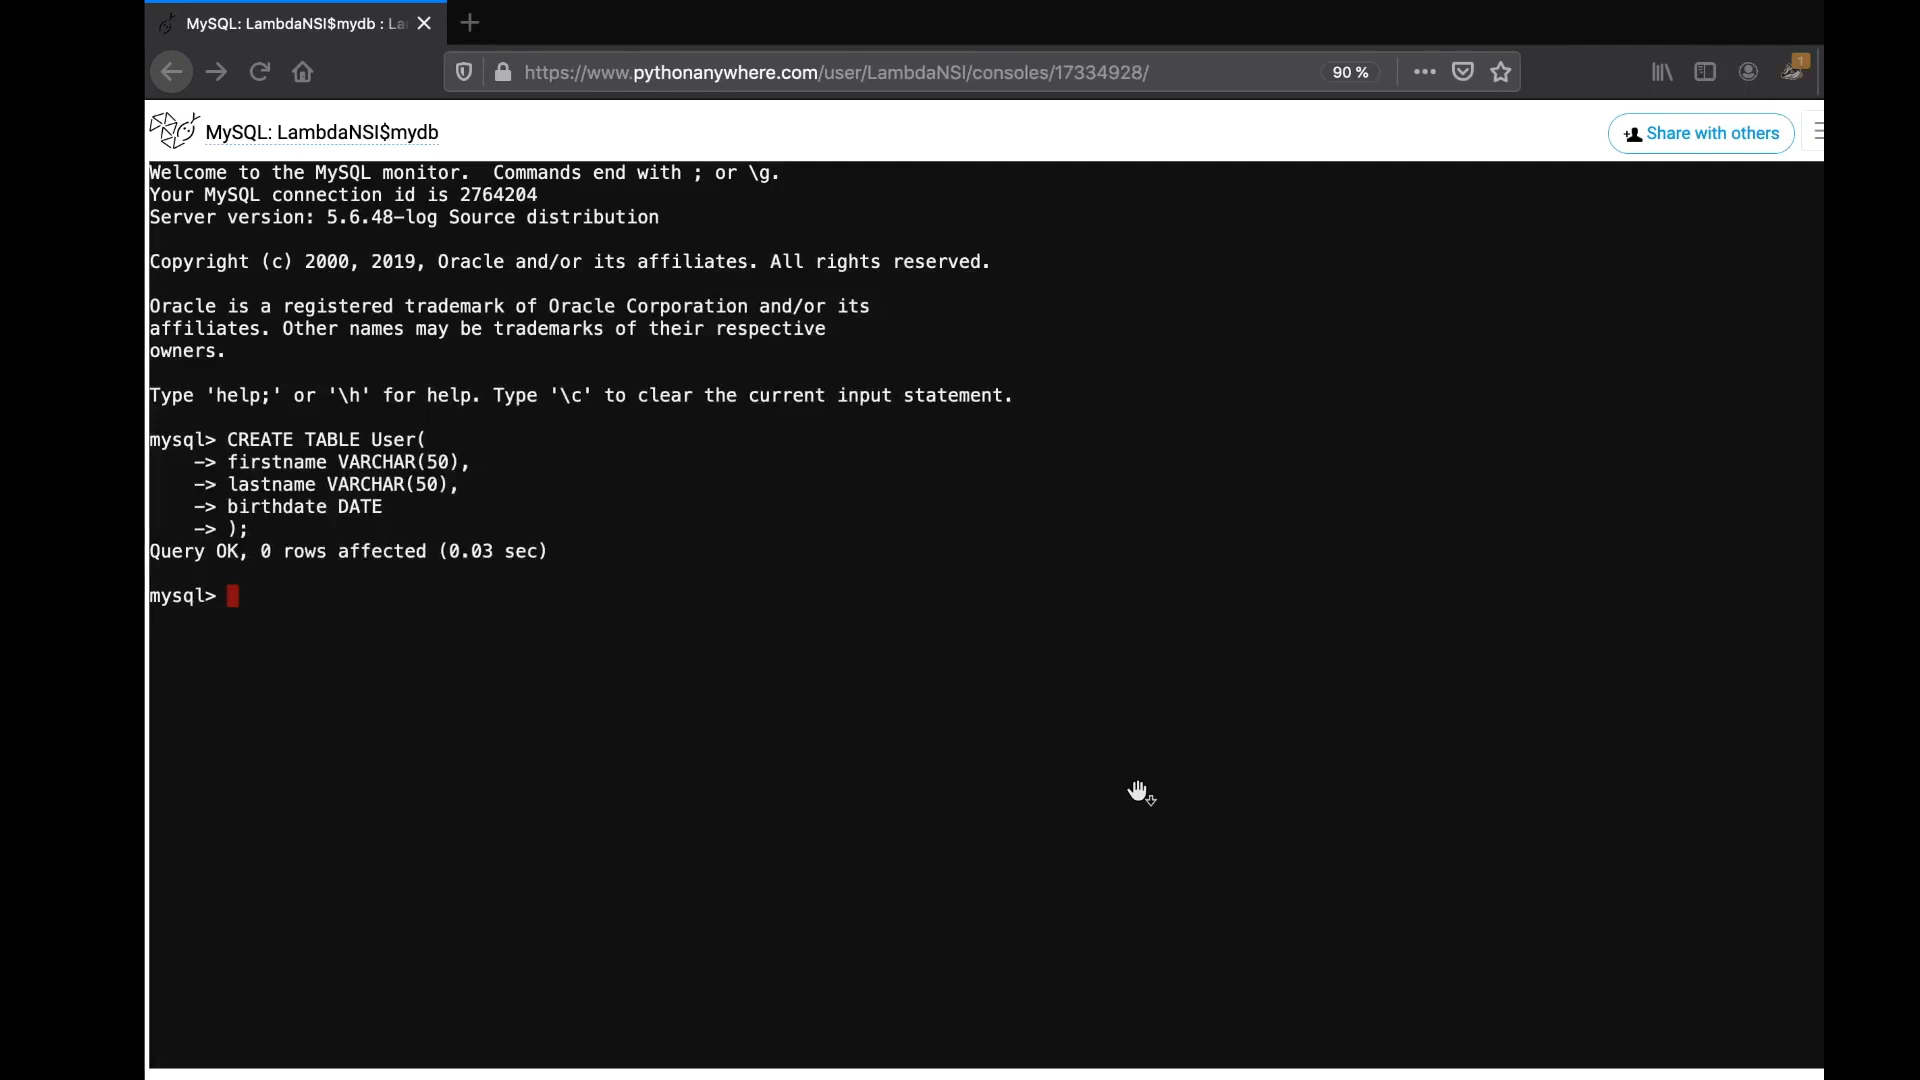 MySQL: LambdaNSI$mydb : La
https://www.pythonanywhere.com/user/LambdaNSI/consoles/17334928/
90 %
1
MySQL: LambdaNSI$mydb
Share with others
Welcome to the MySQL monitor.  Commands end with ; or \g.
Your MySQL connection id is 2764204
Server version: 5.6.48-log Source distribution
Copyright (c) 2000, 2019, Oracle and/or its affiliates. All rights reserved.
Oracle is a registered trademark of Oracle Corporation and/or its
affiliates. Other names may be trademarks of their respective
owners.
Type 'help;' or '\h' for help. Type '\c' to clear the current input statement.
mysql> CREATE TABLE User(
    -> firstname VARCHAR(50),
    -> lastname VARCHAR(50),
    -> birthdate DATE
    -> );
Query OK, 0 rows affected (0.03 sec)
mysql>